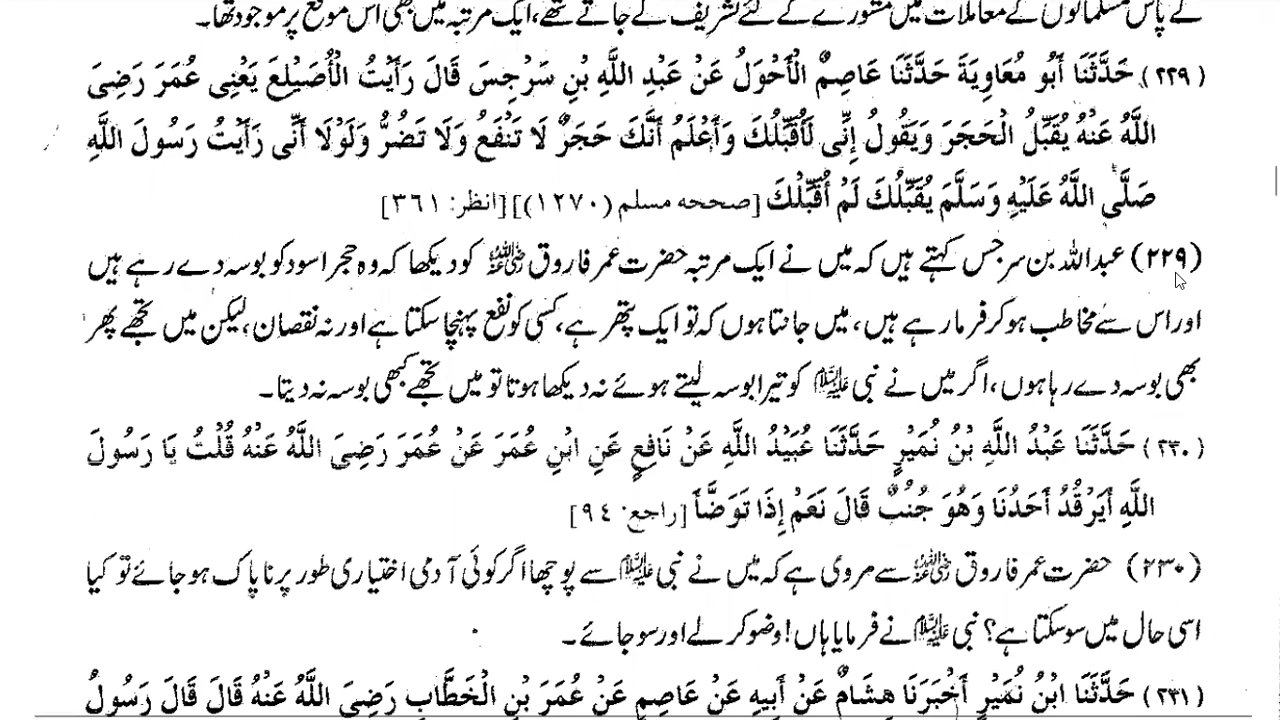 کے پاس مسلمانوں کے معاملات میں مشورے کے لئے تشریف لے جاتے تھے، ایک مرتبہ میں بھی اس موقع پر موجود تھا۔
(۲۲۹) حَدَّثَنَا أَبُو مُعَاوِيَةَ حَدَّثَنَا عَاصِمٌ الْأَحْوَلُ عَنْ عَبْدِ اللَّهِ بْنِ سَرْجِسَ قَالَ رَأَيْتُ الْأُصَيْلِعَ يَعْنِى عُمَرَ رَضِىَ
اللَّهُ عَنْهُ يُقَبِّلُ الْحَجَرَ وَيَقُولُ إِنِّى لَأُقَبِّلُكَ وَأَعْلَمُ أَنَّكَ حَجَرٌ لَا تَنْفَعُ وَلَا تَضُرُّ وَلَوْلَا أَنِّى رَأَيْتُ رَسُولَ اللَّهِ
صَلَّى اللَّهُ عَلَيْهِ وَسَلَّمَ يُقَبِّلُكَ لَمْ أُقَبِّلْكَ [صححه مسلم (١٢٧٠)] [انظر: ٣٦١]
(۲۲۹) عبداللہ بن سرجس کہتے ہیں کہ میں نے ایک مرتبہ حضرت عمر فاروق رضی اللہ عنہ کو دیکھا کہ وہ حجر اسود کو بوسہ دے رہے ہیں
اور اس سے مخاطب ہو کر فرما رہے ہیں، میں جانتا ہوں کہ تو ایک پتھر ہے، کسی کو نفع پہنچا سکتا ہے اور نہ نقصان، لیکن میں تجھے پھر
بھی بوسہ دے رہا ہوں، اگر میں نے نبی علیہ السلام کو تیرا بوسہ لیتے ہوئے نہ دیکھا ہوتا تو میں تجھے کبھی بوسہ نہ دیتا۔
(۲۳۰) حَدَّثَنَا عَبْدُ اللَّهِ بْنُ نُمَيْرٍ حَدَّثَنَا عُبَيْدُ اللَّهِ عَنْ نَافِعٍ عَنِ ابْنِ عُمَرَ عَنْ عُمَرَ رَضِىَ اللَّهُ عَنْهُ قُلْتُ يَا رَسُولَ
اللَّهِ أَيَرْقُدُ أَحَدُنَا وَهُوَ جُنُبٌ قَالَ نَعَمْ إِذَا تَوَضَّأَ [راجع: ٩٤]
(۲۳۰) حضرت عمر فاروق رضی اللہ عنہ سے مروی ہے کہ میں نے نبی علیہ السلام سے پوچھا اگر کوئی آدمی اختیاری طور پر ناپاک ہو جائے تو کیا
اسی حال میں سو سکتا ہے؟ نبی علیہ السلام نے فرمایا ہاں! وضو کر لے اور سو جائے۔
(۲۳۱) حَدَّثَنَا ابْنُ نُمَيْرٍ أَخْبَرَنَا هِشَامٌ عَنْ أَبِيهِ عَنْ عَاصِمٍ عَنْ عُمَرَ بْنِ الْخَطَّابِ رَضِىَ اللَّهُ عَنْهُ قَالَ قَالَ رَسُولُ